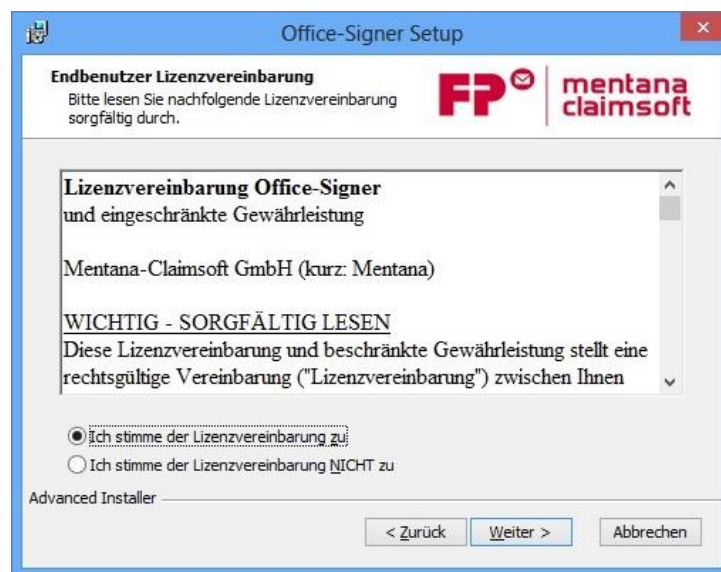 Office-Signer Setup
Endbenutzer Lizenzvereinbarung
Bitte lesen Sie nachfolgende Lizenzvereinbarung
sorgfältig durch.
FP mentana
claimsoft
Lizenzvereinbarung Office-Signer
und eingeschränkte Gewährleistung
Mentana-Claimsoft GmbH (kurz: Mentana)
WICHTIG - SORGFÄLTIG LESEN
Diese Lizenzvereinbarung und beschränkte Gewährleistung stellt eine
rechtsgültige Vereinbarung ("Lizenzvereinbarung") zwischen Ihnen
Ich stimme der Lizenzvereinbarung zu
Ich stimme der Lizenzvereinbarung NICHT zu
Advanced Installer
< Zurück Weiter > Abbrechen